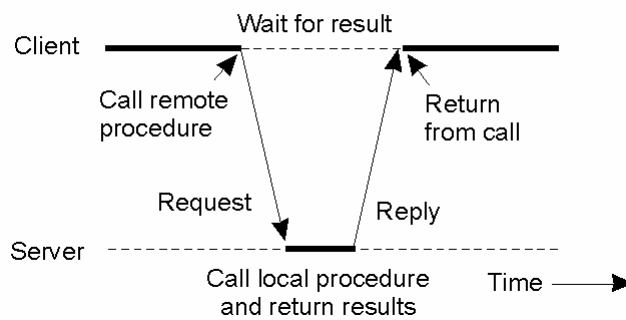 Wait for result
Client
Call remote
procedure
Return
from call
Request
Reply
Server
Call local procedure
and return results
Time